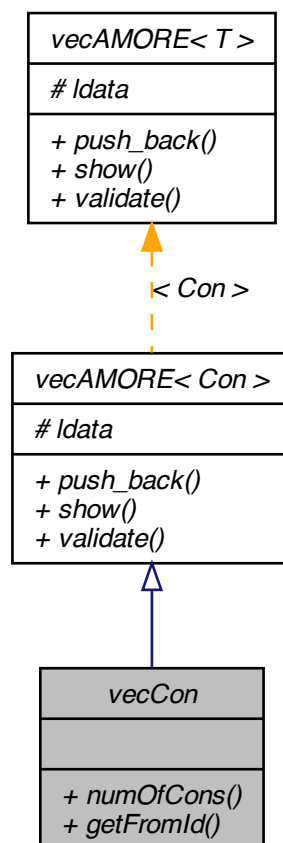 vecAMORE< T >
# ldata
+ push_back()
+ show()
+ validate()
< Con >
vecAMORE< Con >
# ldata
+ push_back()
+ show()
+ validate()
vecCon
+ numOfCons()
+ getFromId()